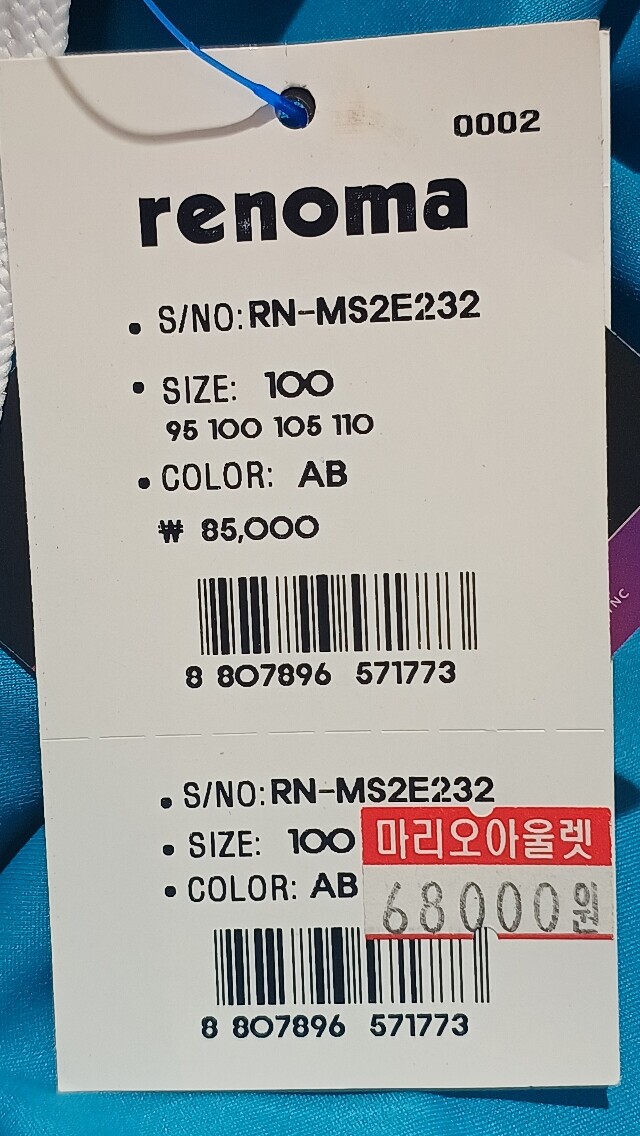 0002
renoma
• S/NO: RN-MS2E232
• SIZE: 100
95 100 105 110
• COLOR: AB
₩ 85,000
8 807896 571773
• S/NO: RN-MS2E232
• SIZE: 100
마리오아울렛
• COLOR: AB
68000원
8 807896 571773